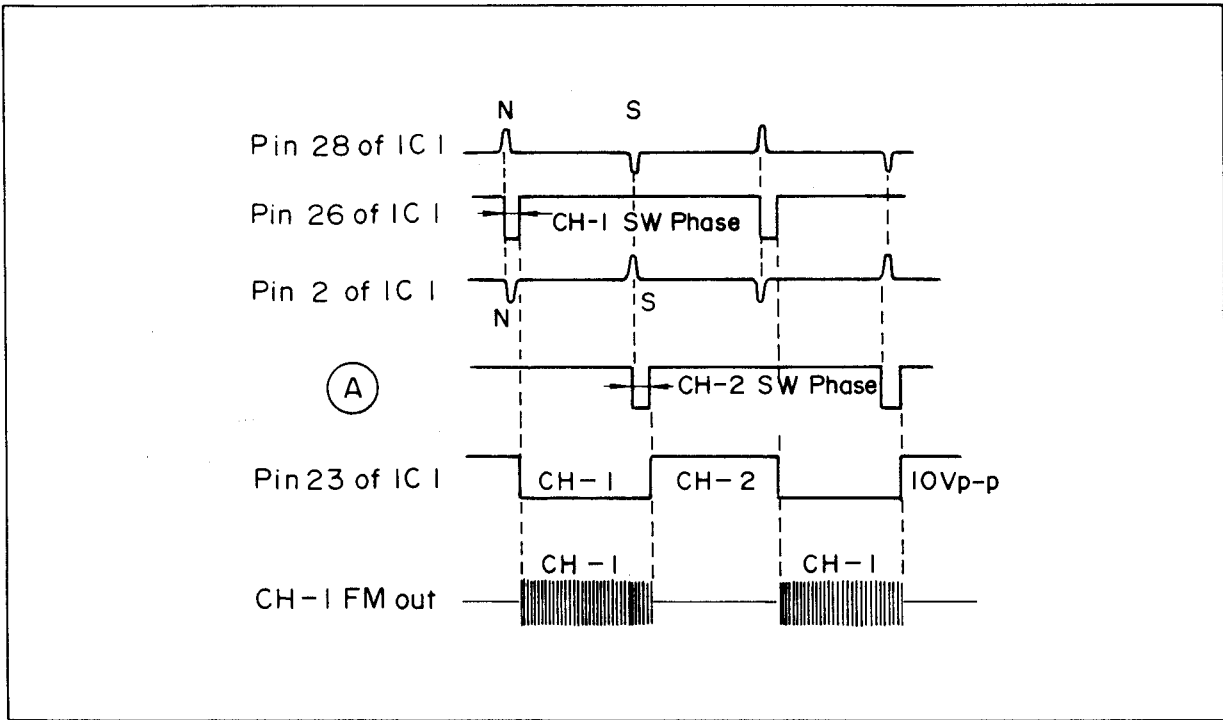 N S
Pin 28 of IC 1
Pin 26 of IC 1
CH-1 SW Phase
Pin 2 of IC 1
N S
A
CH-2 SW Phase
Pin 23 of IC 1
CH-1 CH-2 10Vp-p
CH-1 CH-1
CH-1 FM out